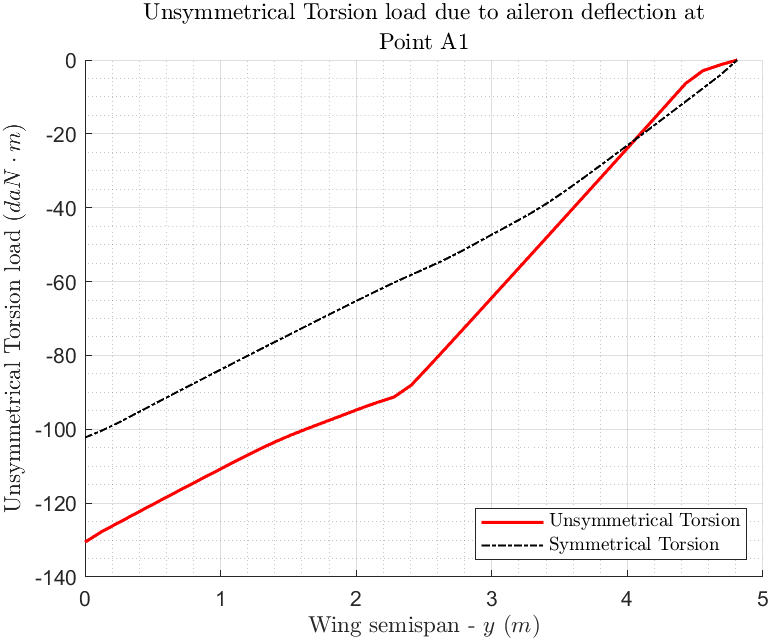 Unsymmetrical Torsion load due to aileron deflection at
Point A1
Unsymmetrical Torsion load (daN · m)
0
-20
-40
-60
-80
-100
-120
-140
0 1 2 3 4 5
Wing semispan - y (m)
Unsymmetrical Torsion
Symmetrical Torsion